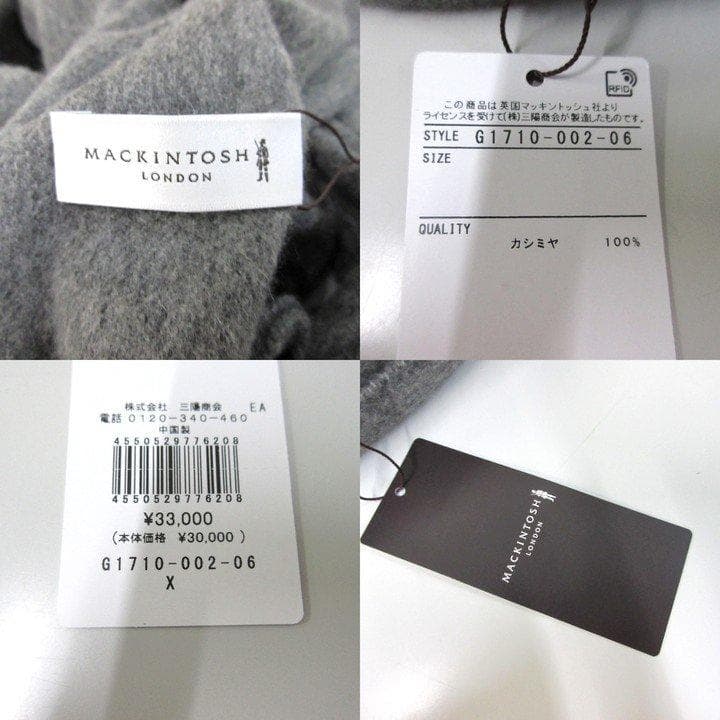 MACKINTOSH
LONDON
RFID
この商品は英国マッキントッシュ社より
ライセンスを受けて(株)三陽商会が製造したものです。
STYLE G1710-002-06
SIZE
QUALITY
カシミヤ 100%
株式会社 三陽商会 EA
電話 0120-340-460
中国製
4550529776208
4550529776208
¥33,000
(本体価格 ¥30,000 )
G1710-002-06
X
MACKINTOSH
LONDON